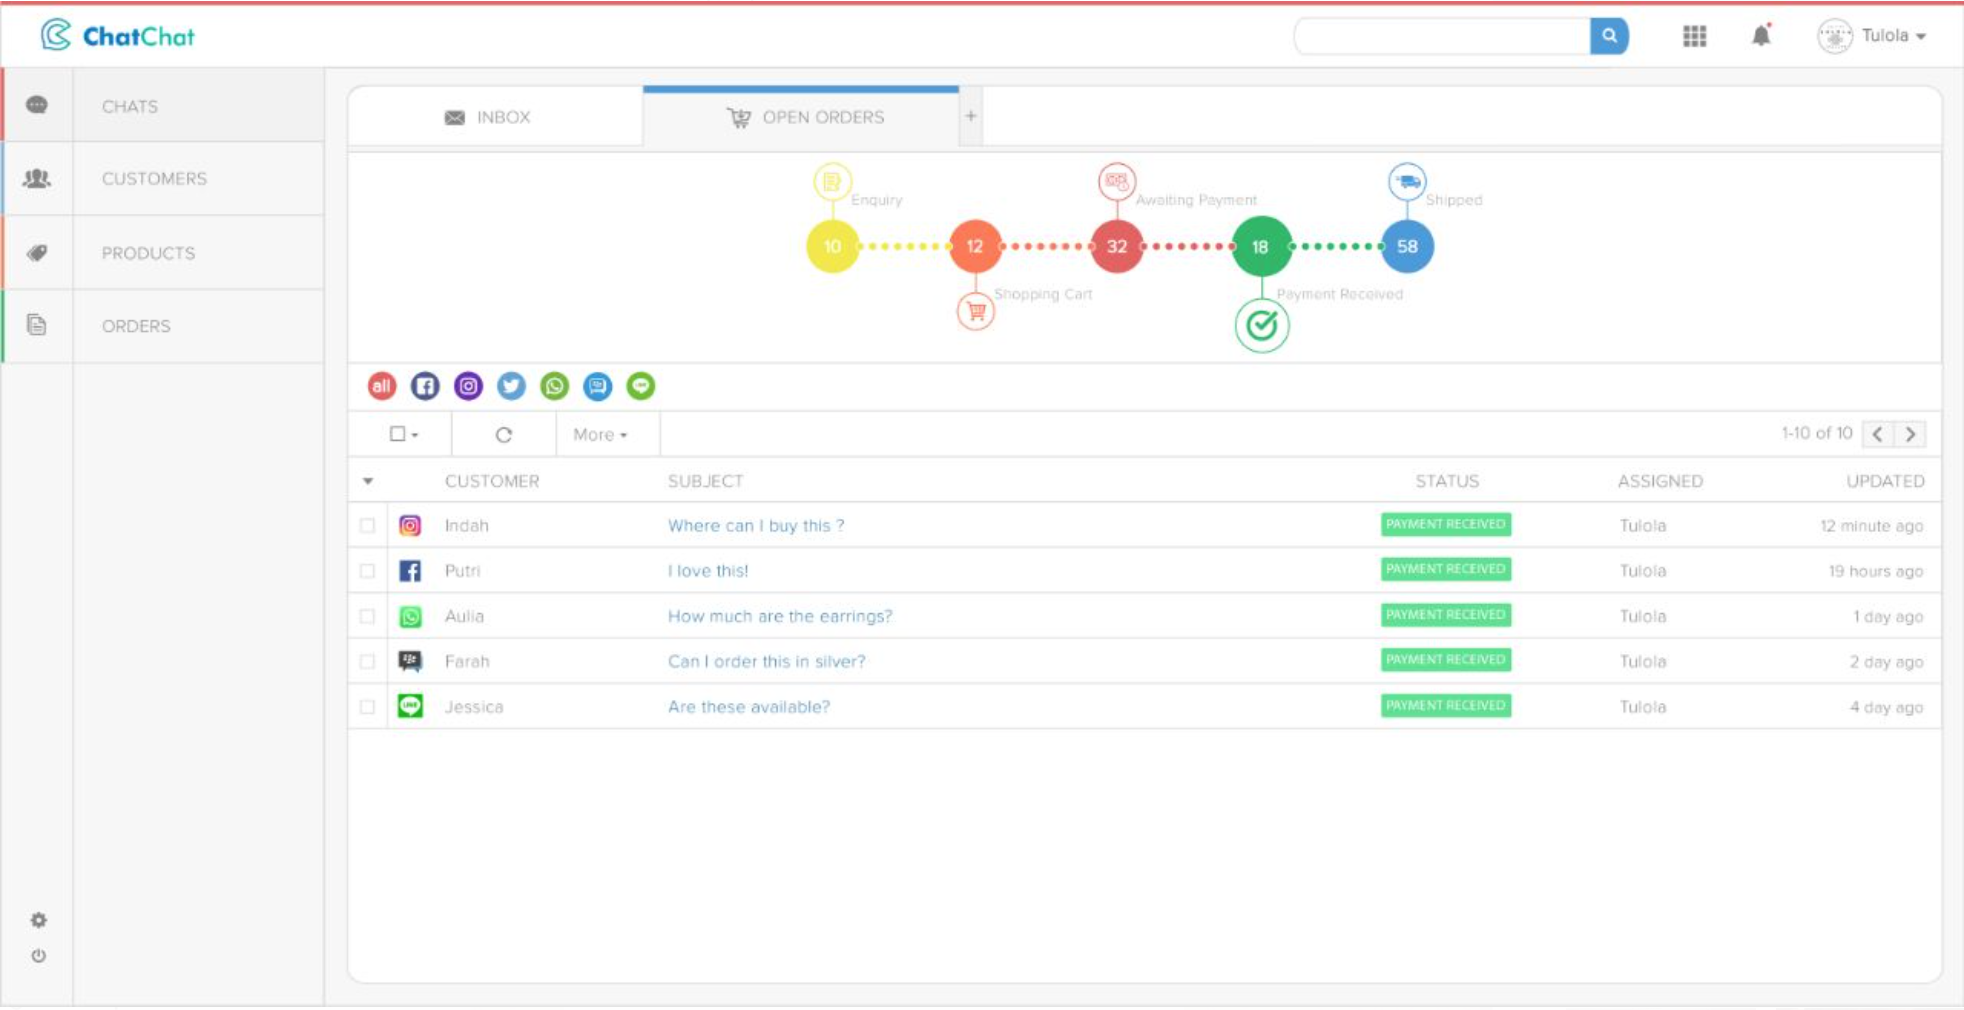 ChatChat
Tulola
CHATS
CUSTOMERS
PRODUCTS
ORDERS
INBOX
OPEN ORDERS
+
Enquiry
Awaiting Payment
Shipped
10
12
32
18
58
Shopping Cart
Payment Received
all
More
1-10 of 10
CUSTOMER SUBJECT STATUS ASSIGNED UPDATED
Indah Where can I buy this ? PAYMENT RECEIVED Tulola 12 minute ago
Putri I love this! PAYMENT RECEIVED Tulola 19 hours ago
Aulia How much are the earrings? PAYMENT RECEIVED Tulola 1 day ago
Farah Can I order this in silver? PAYMENT RECEIVED Tulola 2 day ago
LINE Jessica Are these available? PAYMENT RECEIVED Tulola 4 day ago